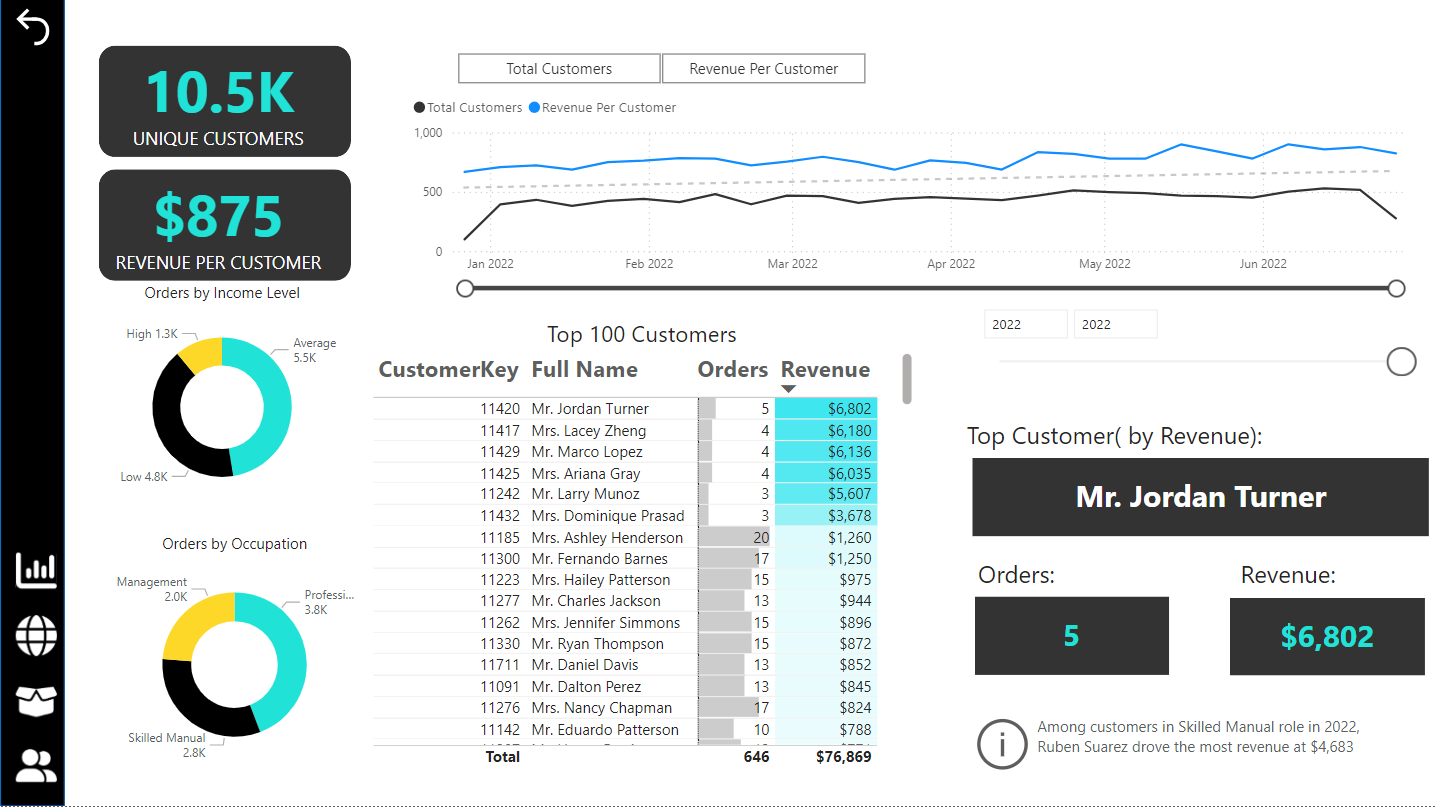 10.5K
UNIQUE CUSTOMERS
$875
REVENUE PER CUSTOMER
Total Customers
Revenue Per Customer
Total Customers Revenue Per Customer
1,000
500
0
Jan 2022 Feb 2022 Mar 2022 Apr 2022 May 2022 Jun 2022
2022 2022
Orders by Income Level
High 1.3K
Average
5.5K
Low 4.8K
Orders by Occupation
Management
2.0K
Professi...
3.8K
Skilled Manual
2.8K
Top 100 Customers
CustomerKey Full Name Orders Revenue
11420 Mr. Jordan Turner 5 $6,802
11417 Mrs. Lacey Zheng 4 $6,180
11429 Mr. Marco Lopez 4 $6,136
11425 Mrs. Ariana Gray 4 $6,035
11242 Mr. Larry Munoz 3 $5,607
11432 Mrs. Dominique Prasad 3 $3,678
11185 Mrs. Ashley Henderson 20 $1,260
11300 Mr. Fernando Barnes 17 $1,250
11223 Mrs. Hailey Patterson 15 $975
11277 Mr. Charles Jackson 13 $944
11262 Mrs. Jennifer Simmons 15 $896
11330 Mr. Ryan Thompson 15 $872
11711 Mr. Daniel Davis 13 $852
11091 Mr. Dalton Perez 13 $845
11276 Mrs. Nancy Chapman 17 $824
11142 Mr. Eduardo Patterson 10 $788
Total 646 $76,869
Top Customer( by Revenue):
Mr. Jordan Turner
Orders:
5
Revenue:
$6,802
Among customers in Skilled Manual role in 2022,
Ruben Suarez drove the most revenue at $4,683